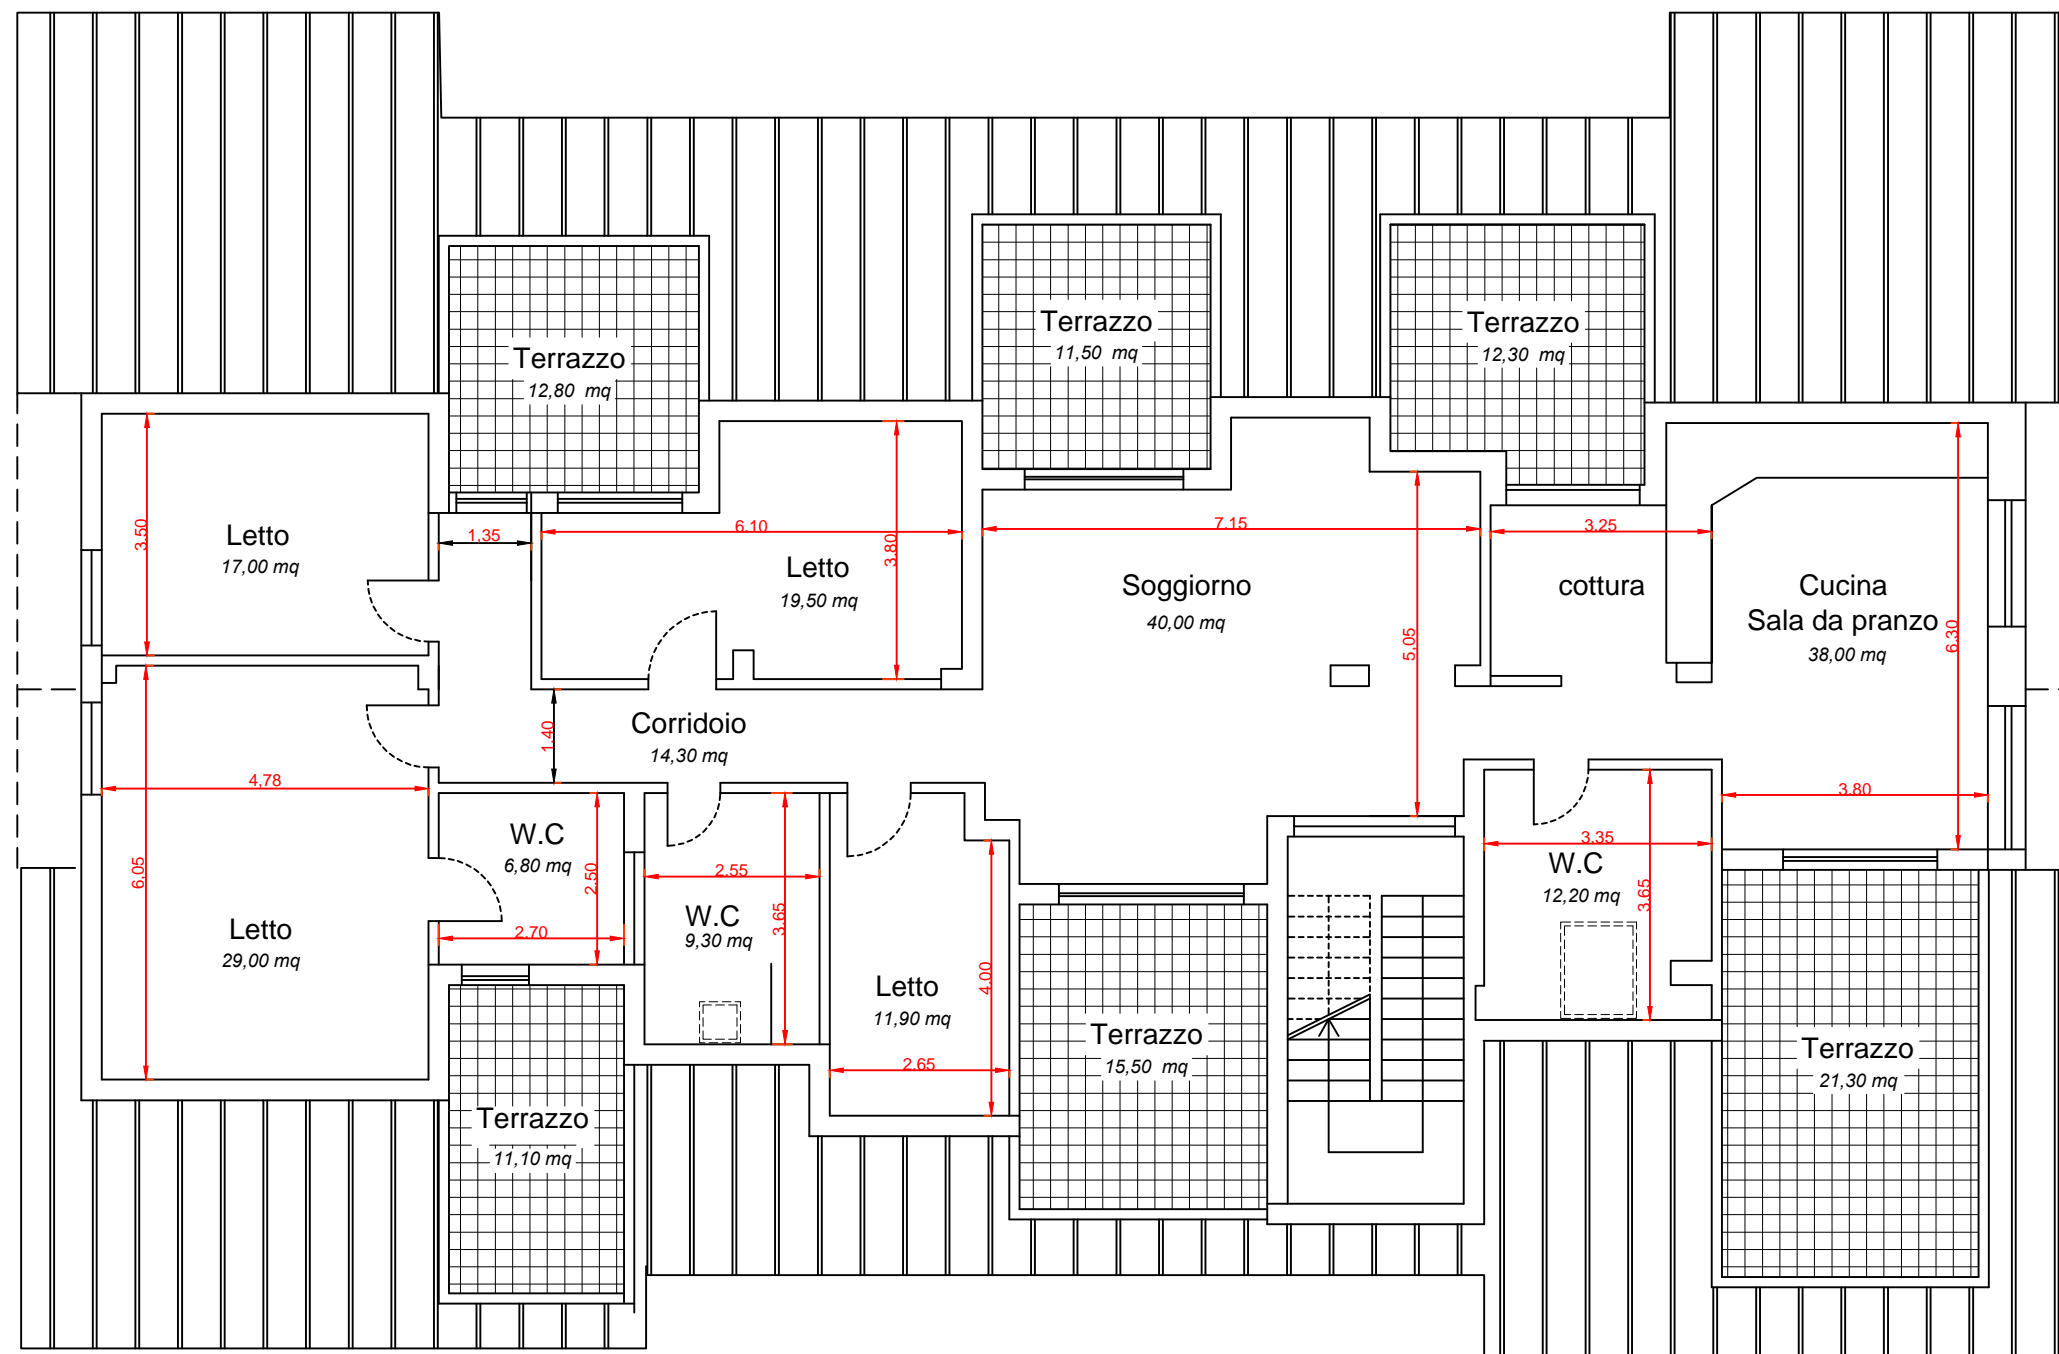 Terrazzo
12,80 mq
Terrazzo
11,50 mq
Terrazzo
12,30 mq
3.50
Letto
17,00 mq
1,35
6.10
3.80
Letto
19,50 mq
7.15
Soggiorno
40,00 mq
5,05
3.25
cottura
Cucina
Sala da pranzo
38,00 mq
6.30
1.40
Corridoio
14,30 mq
4,78
6,05
Letto
29,00 mq
W.C
6,80 mq
2.50
2.70
2.55
W.C
9,30 mq
3.65
Letto
11,90 mq
4.00
2.65
Terrazzo
15,50 mq
3.35
W.C
12,20 mq
3.65
3.80
Terrazzo
21,30 mq
Terrazzo
11,10 mq